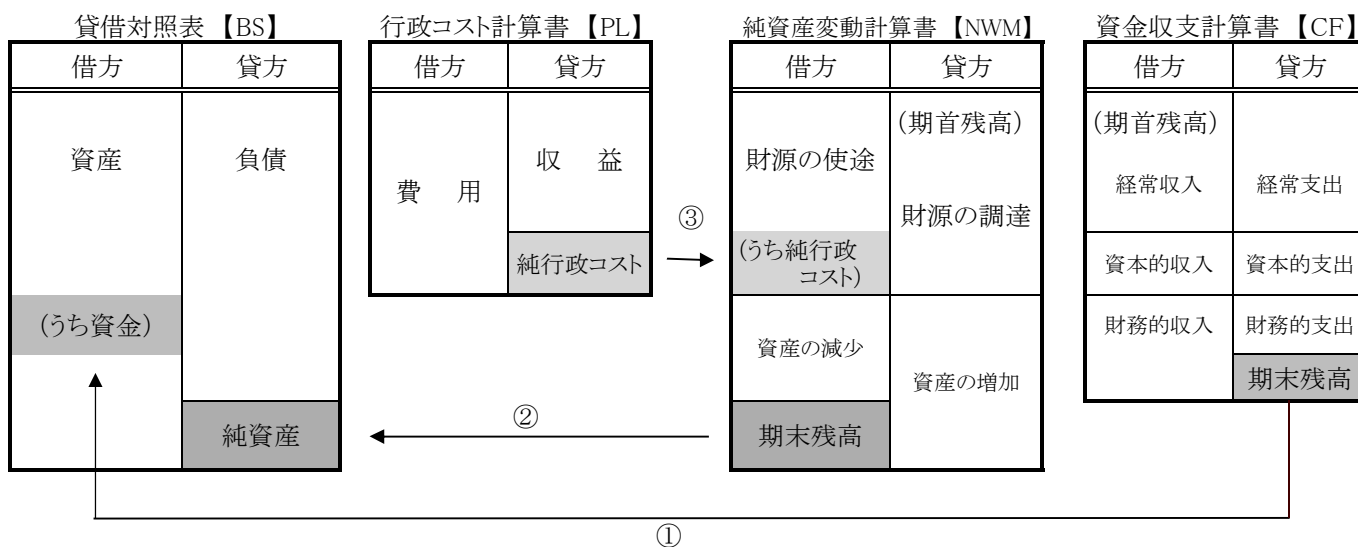 貸借対照表 【BS】
借方 貸方
資産 負債
(うち資金)
純資産
行政コスト計算書 【PL】
借方 貸方
費 用
収 益
純行政コスト
③
純資産変動計算書 【NWM】
借方 貸方
(期首残高)
財源の使途
財源の調達
(うち純行政
コスト)
資産の減少
資産の増加
期末残高
②
資金収支計算書 【CF】
借方 貸方
(期首残高)
経常収入 経常支出
資本的収入 資本的支出
財務的収入 財務的支出
期末残高
①